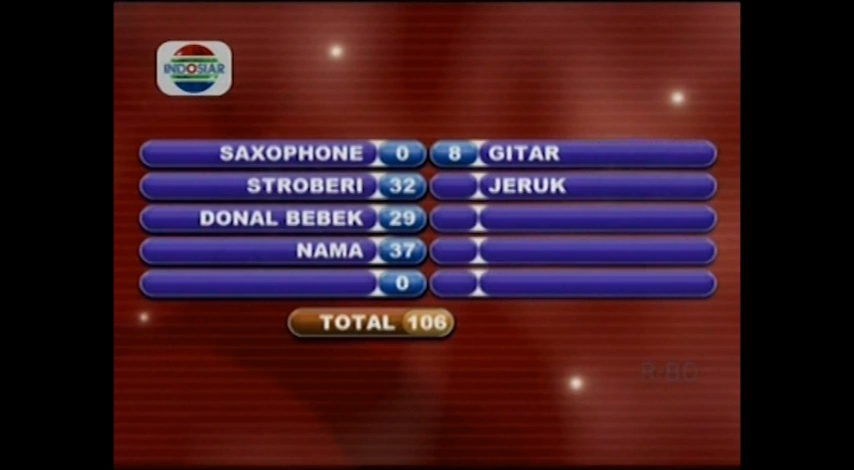 INDOSIAR
SAXOPHONE 0 8 GITAR
STROBERI 32 JERUK
DONAL BEBEK 29
NAMA 37
0
TOTAL 106